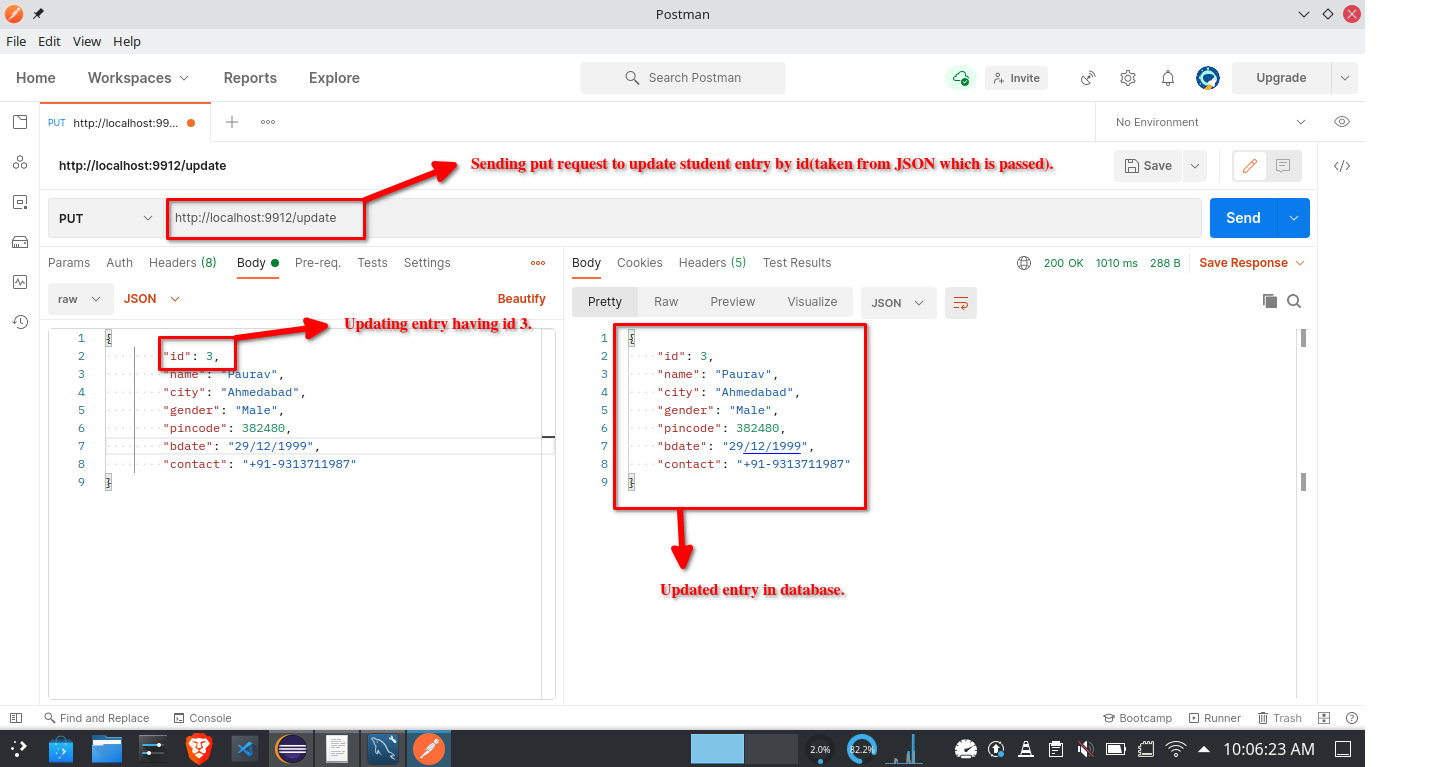 Postman
File Edit View Help
Home Workspaces Reports Explore Search Postman Invite Upgrade
PUT http://localhost:99... No Environment
http://localhost:9912/update
Sending put request to update student entry by id(taken from JSON which is passed).
Save
PUT http://localhost:9912/update Send
Params Auth Headers (8) Body Pre-req. Tests Settings
raw JSON Beautify
Updating entry having id 3.
1 {
2 "id": 3,
3 "name": "Paurav",
4 "city": "Ahmedabad",
5 "gender": "Male",
6 "pincode": 382480,
7 "bdate": "29/12/1999",
8 "contact": "+91-9313711987"
9 }
Body Cookies Headers (5) Test Results 200 OK 1010 ms 288 B Save Response
Pretty Raw Preview Visualize JSON
1 {
2 "id": 3,
3 "name": "Paurav",
4 "city": "Ahmedabad",
5 "gender": "Male",
6 "pincode": 382480,
7 "bdate": "29/12/1999",
8 "contact": "+91-9313711987"
9 }
Updated entry in database.
Find and Replace Console Bootcamp Runner Trash
2.0% 82.2% 10:06:23 AM